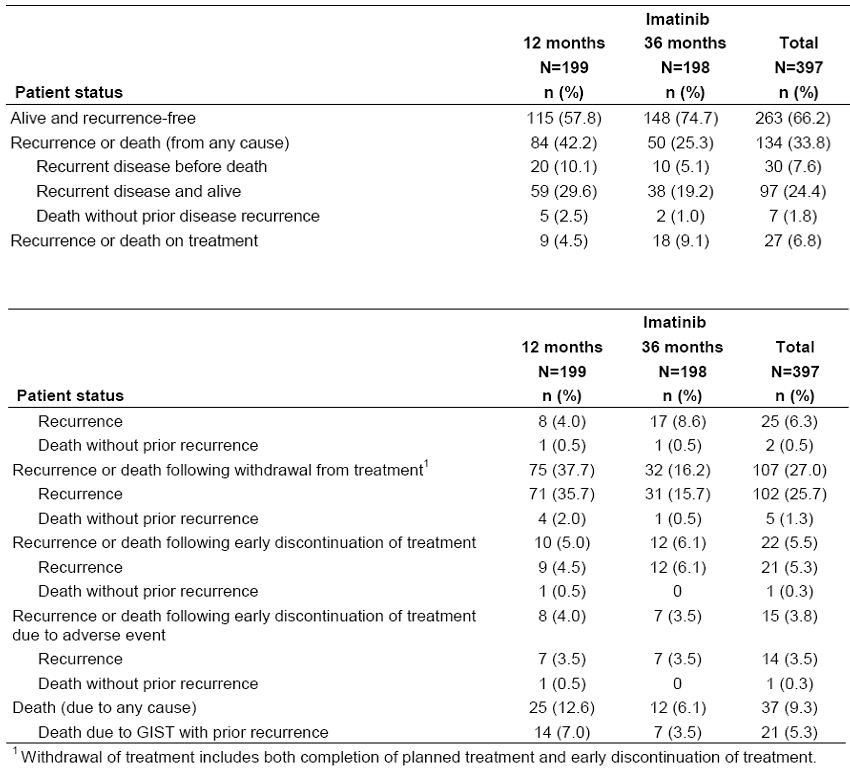 Imatinib
12 months 36 months Total
N=199 N=198 N=397
Patient status n (%) n (%) n (%)
Alive and recurrence-free 115 (57.8) 148 (74.7) 263 (66.2)
Recurrence or death (from any cause) 84 (42.2) 50 (25.3) 134 (33.8)
Recurrent disease before death 20 (10.1) 10 (5.1) 30 (7.6)
Recurrent disease and alive 59 (29.6) 38 (19.2) 97 (24.4)
Death without prior disease recurrence 5 (2.5) 2 (1.0) 7 (1.8)
Recurrence or death on treatment 9 (4.5) 18 (9.1) 27 (6.8)
Imatinib
12 months 36 months Total
N=199 N=198 N=397
Patient status n (%) n (%) n (%)
Recurrence 8 (4.0) 17 (8.6) 25 (6.3)
Death without prior recurrence 1 (0.5) 1 (0.5) 2 (0.5)
Recurrence or death following withdrawal from treatment¹ 75 (37.7) 32 (16.2) 107 (27.0)
Recurrence 71 (35.7) 31 (15.7) 102 (25.7)
Death without prior recurrence 4 (2.0) 1 (0.5) 5 (1.3)
Recurrence or death following early discontinuation of treatment 10 (5.0) 12 (6.1) 22 (5.5)
Recurrence 9 (4.5) 12 (6.1) 21 (5.3)
Death without prior recurrence 1 (0.5) 0 1 (0.3)
Recurrence or death following early discontinuation of treatment 8 (4.0) 7 (3.5) 15 (3.8)
due to adverse event
Recurrence 7 (3.5) 7 (3.5) 14 (3.5)
Death without prior recurrence 1 (0.5) 0 1 (0.3)
Death (due to any cause) 25 (12.6) 12 (6.1) 37 (9.3)
Death due to GIST with prior recurrence 14 (7.0) 7 (3.5) 21 (5.3)
¹ Withdrawal of treatment includes both completion of planned treatment and early discontinuation of treatment.